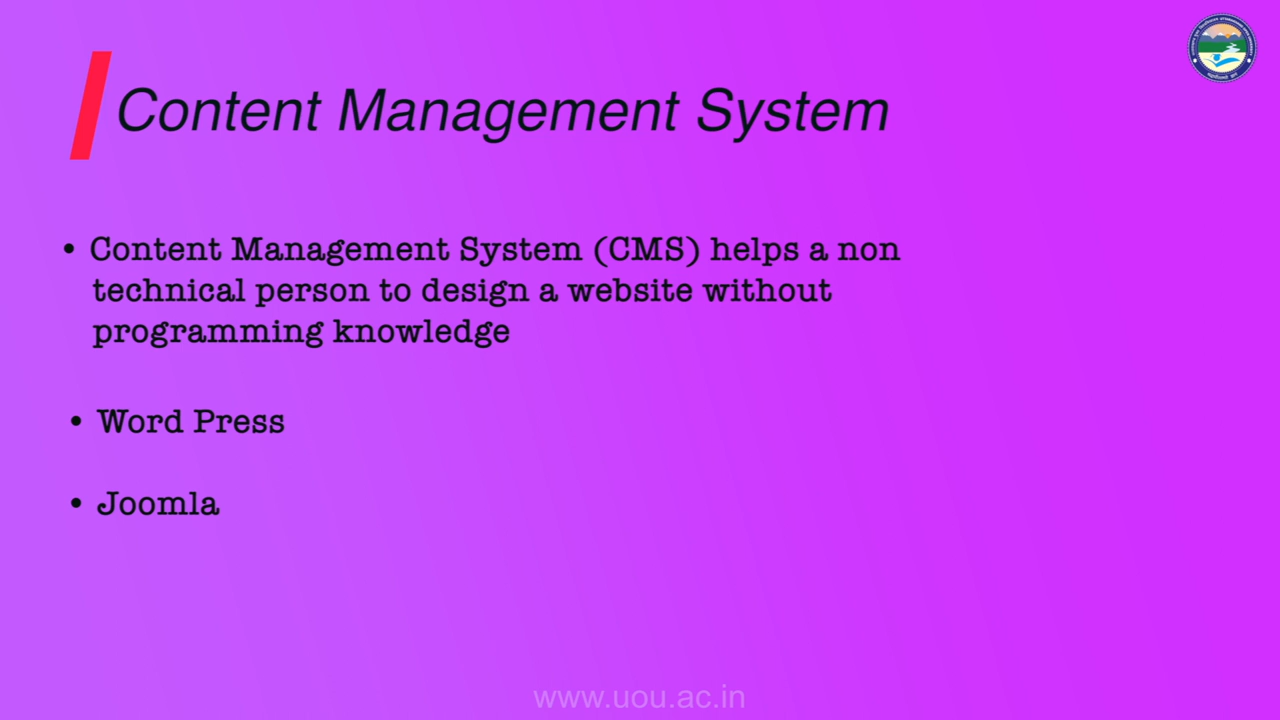 Content Management System
• Content Management System (CMS) helps a non
technical person to design a website without
programming knowledge
• Word Press
• Joomla
www.uou.ac.in